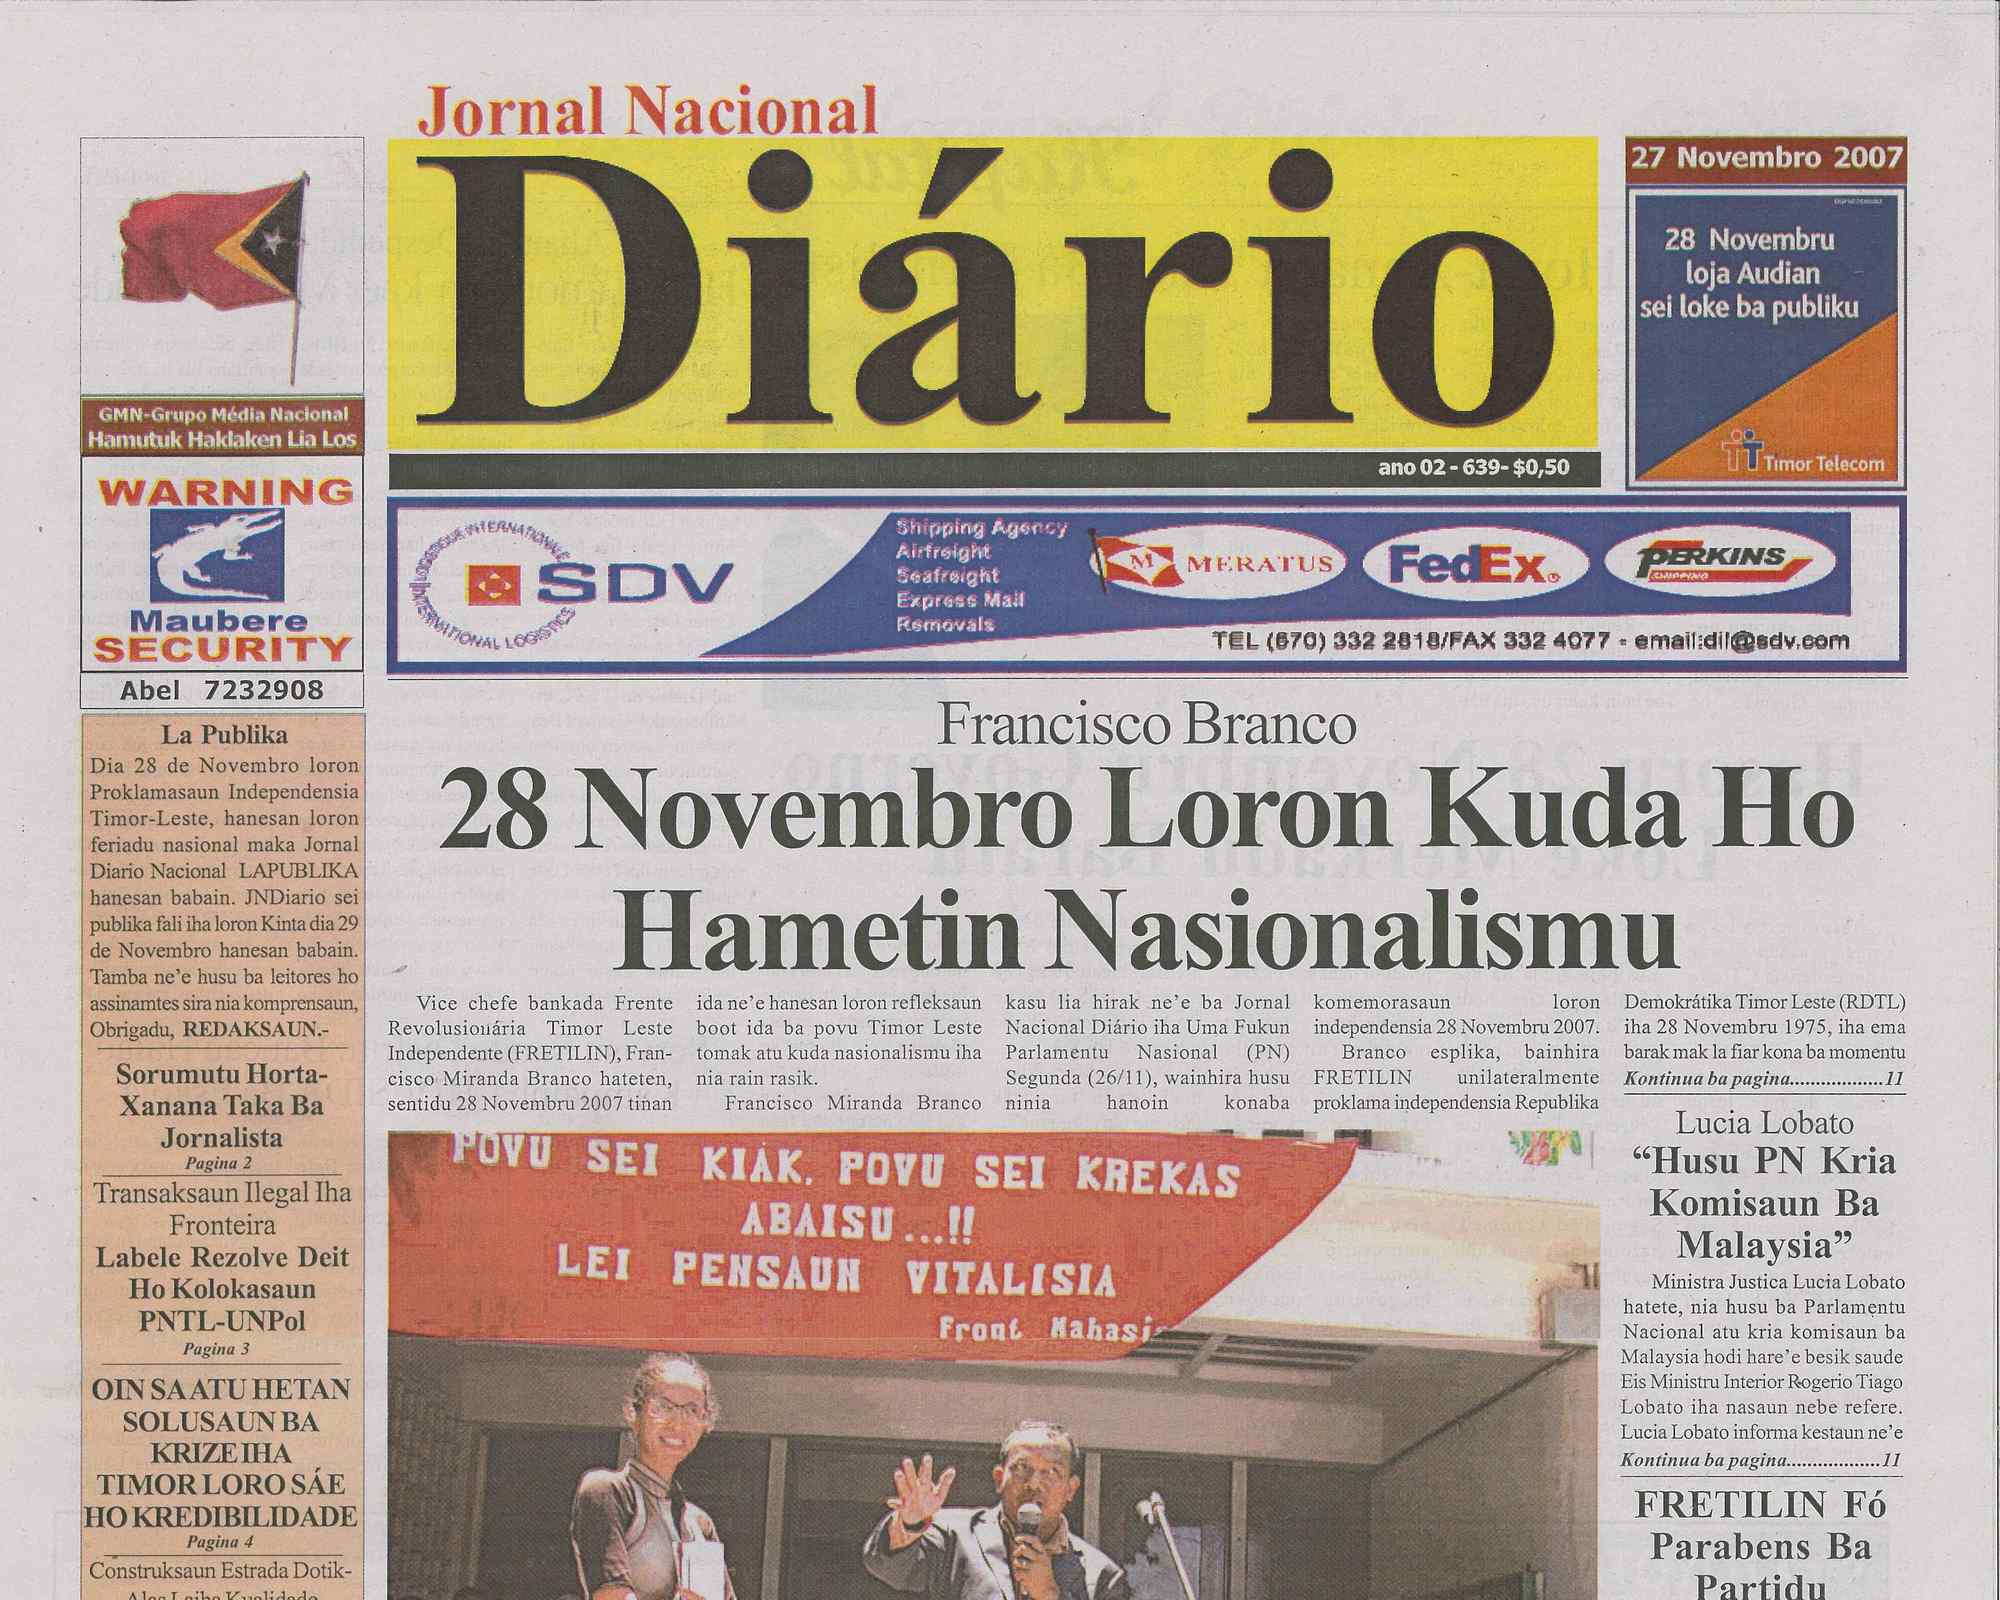 Jornal Nacional
Diário
27 Novembro 2007
28 Novembru
loja Audian
sei loke ba publiku
Timor Telecom
ano 02 - 639- $0,50
GMN-Grupo Média Nacional
Hamutuk Haklaken Lia Los
WARNING
Maubere
SECURITY
Abel 7232908
LOGISTIQUE INTERNATIONALE
SDV
INTERNATIONAL LOGISTICS
Shipping Agency
Airfreight
Seafreight
Express Mail
Removals
M MERATUS
FedEx®
PERKINS
SHIPPING
TEL (670) 332 2818/FAX 332 4077 - email:dil@sdv.com
La Publika
Dia 28 de Novembro loron
Proklamasaun Independensia
Timor-Leste, hanesan loron
feriadu nasional maka Jornal
Diario Nacional LAPUBLIKA
hanesan babain. JNDiario sei
publika fali iha loron Kinta dia 29
de Novembro hanesan babain.
Tamba ne'e husu ba leitores ho
assinamtes sira nia komprensaun,
Obrigadu, REDAKSAUN.-
Sorumutu Horta-
Xanana Taka Ba
Jornalista
Pagina 2
Transaksaun Ilegal Iha
Fronteira
Labele Rezolve Deit
Ho Kolokasaun
PNTL-UNPol
Pagina 3
OIN SA ATU HETAN
SOLUSAUN BA
KRIZE IHA
TIMOR LORO SÁE
HO KREDIBILIDADE
Pagina 4
Construksaun Estrada Dotik-
Francisco Branco
28 Novembro Loron Kuda Ho
Hametin Nasionalismu
Vice chefe bankada Frente
Revolusionária Timor Leste
Independente (FRETILIN), Fran-
cisco Miranda Branco hateten,
sentidu 28 Novembru 2007 tinan
ida ne'e hanesan loron refleksaun
boot ida ba povu Timor Leste
tomak atu kuda nasionalismu iha
nia rain rasik.
Francisco Miranda Branco
kasu lia hirak ne'e ba Jornal
Nacional Diário iha Uma Fukun
Parlamentu Nasional (PN)
Segunda (26/11), wainhira husu
ninia hanoin konaba
komemorasaun loron
independensia 28 Novembru 2007.
Branco esplika, bainhira
FRETILIN unilateralmente
proklama independensia Republika
Demokrátika Timor Leste (RDTL)
iha 28 Novembru 1975, iha ema
barak mak la fiar kona ba momentu
Kontinua ba pagina..................11
POVU SEI KIAK, POVU SEI KREKAS
ABAISU...!!
LEI PENSAUN VITALISIA
Front Mahasis
Lucia Lobato
“Husu PN Kria
Komisaun Ba
Malaysia”
Ministra Justica Lucia Lobato
hatete, nia husu ba Parlamentu
Nacional atu kria komisaun ba
Malaysia hodi hare'e besik saude
Eis Ministru Interior Rogerio Tiago
Lobato iha nasaun nebe refere.
Lucia Lobato informa kestaun ne'e
Kontinua ba pagina..................11
FRETILIN Fó
Parabens Ba
Partidu